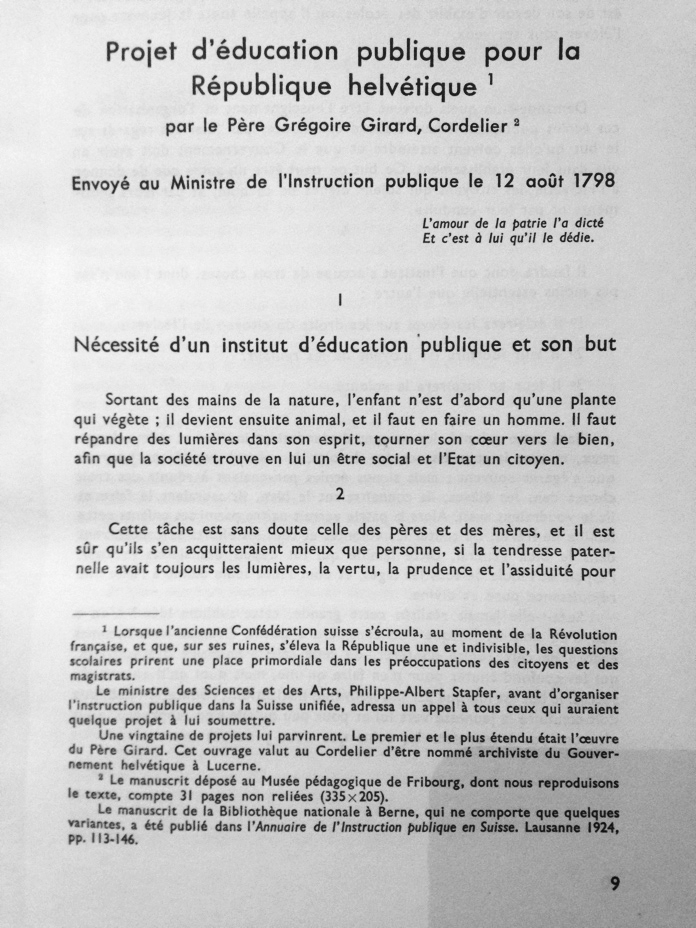 Projet d'éducation publique pour la
République helvétique ¹
par le Père Grégoire Girard, Cordelier ²
Envoyé au Ministre de l'Instruction publique le 12 août 1798
L'amour de la patrie l'a dicté
Et c'est à lui qu'il le dédie.
I
Nécessité d'un institut d'éducation publique et son but
Sortant des mains de la nature, l'enfant n'est d'abord qu'une plante
qui végète ; il devient ensuite animal, et il faut en faire un homme. Il faut
répandre des lumières dans son esprit, tourner son cœur vers le bien,
afin que la société trouve en lui un être social et l'Etat un citoyen.
2
Cette tâche est sans doute celle des pères et des mères, et il est
sûr qu'ils s'en acquitteraient mieux que personne, si la tendresse pater-
nelle avait toujours les lumières, la vertu, la prudence et l'assiduité pour
¹ Lorsque l'ancienne Confédération suisse s'écroula, au moment de la Révolution
française, et que, sur ses ruines, s'éleva la République une et indivisible, les questions
scolaires prirent une place primordiale dans les préoccupations des citoyens et des
magistrats.
Le ministre des Sciences et des Arts, Philippe-Albert Stapfer, avant d'organiser
l'instruction publique dans la Suisse unifiée, adressa un appel à tous ceux qui auraient
quelque projet à lui soumettre.
Une vingtaine de projets lui parvinrent. Le premier et le plus étendu était l'œuvre
du Père Girard. Cet ouvrage valut au Cordelier d'être nommé archiviste du Gouver-
nement helvétique à Lucerne.
² Le manuscrit déposé au Musée pédagogique de Fribourg, dont nous reproduisons
le texte, compte 31 pages non reliées (335×205).
Le manuscrit de la Bibliothèque nationale à Berne, qui ne comporte que quelques
variantes, a été publié dans l'Annuaire de l'Instruction publique en Suisse. Lausanne 1924,
pp. 113-146.
9